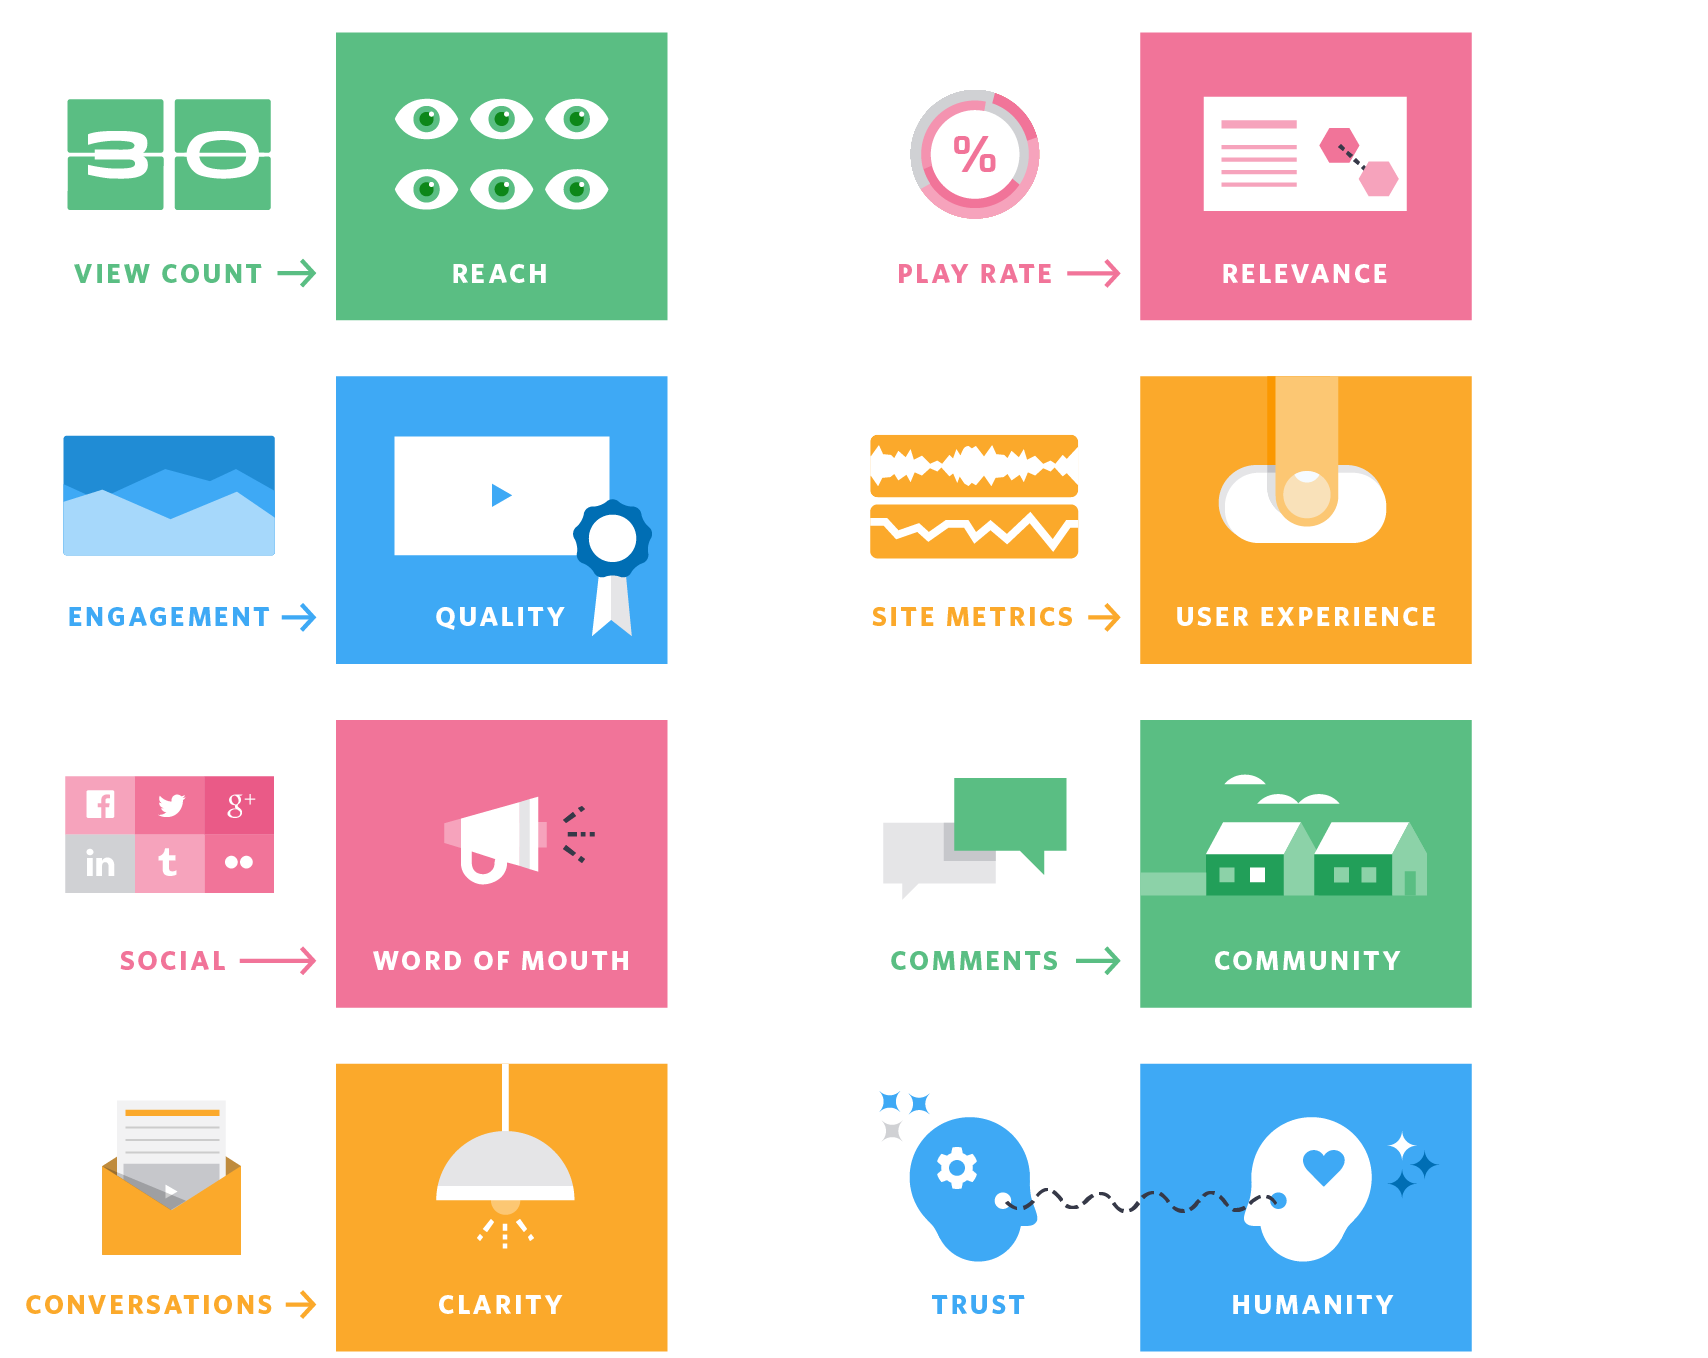 30
VIEW COUNT
REACH
%
PLAY RATE
RELEVANCE
ENGAGEMENT
QUALITY
SITE METRICS
USER EXPERIENCE
f
g+
in
t
SOCIAL
WORD OF MOUTH
COMMENTS
COMMUNITY
CONVERSATIONS
CLARITY
TRUST
HUMANITY